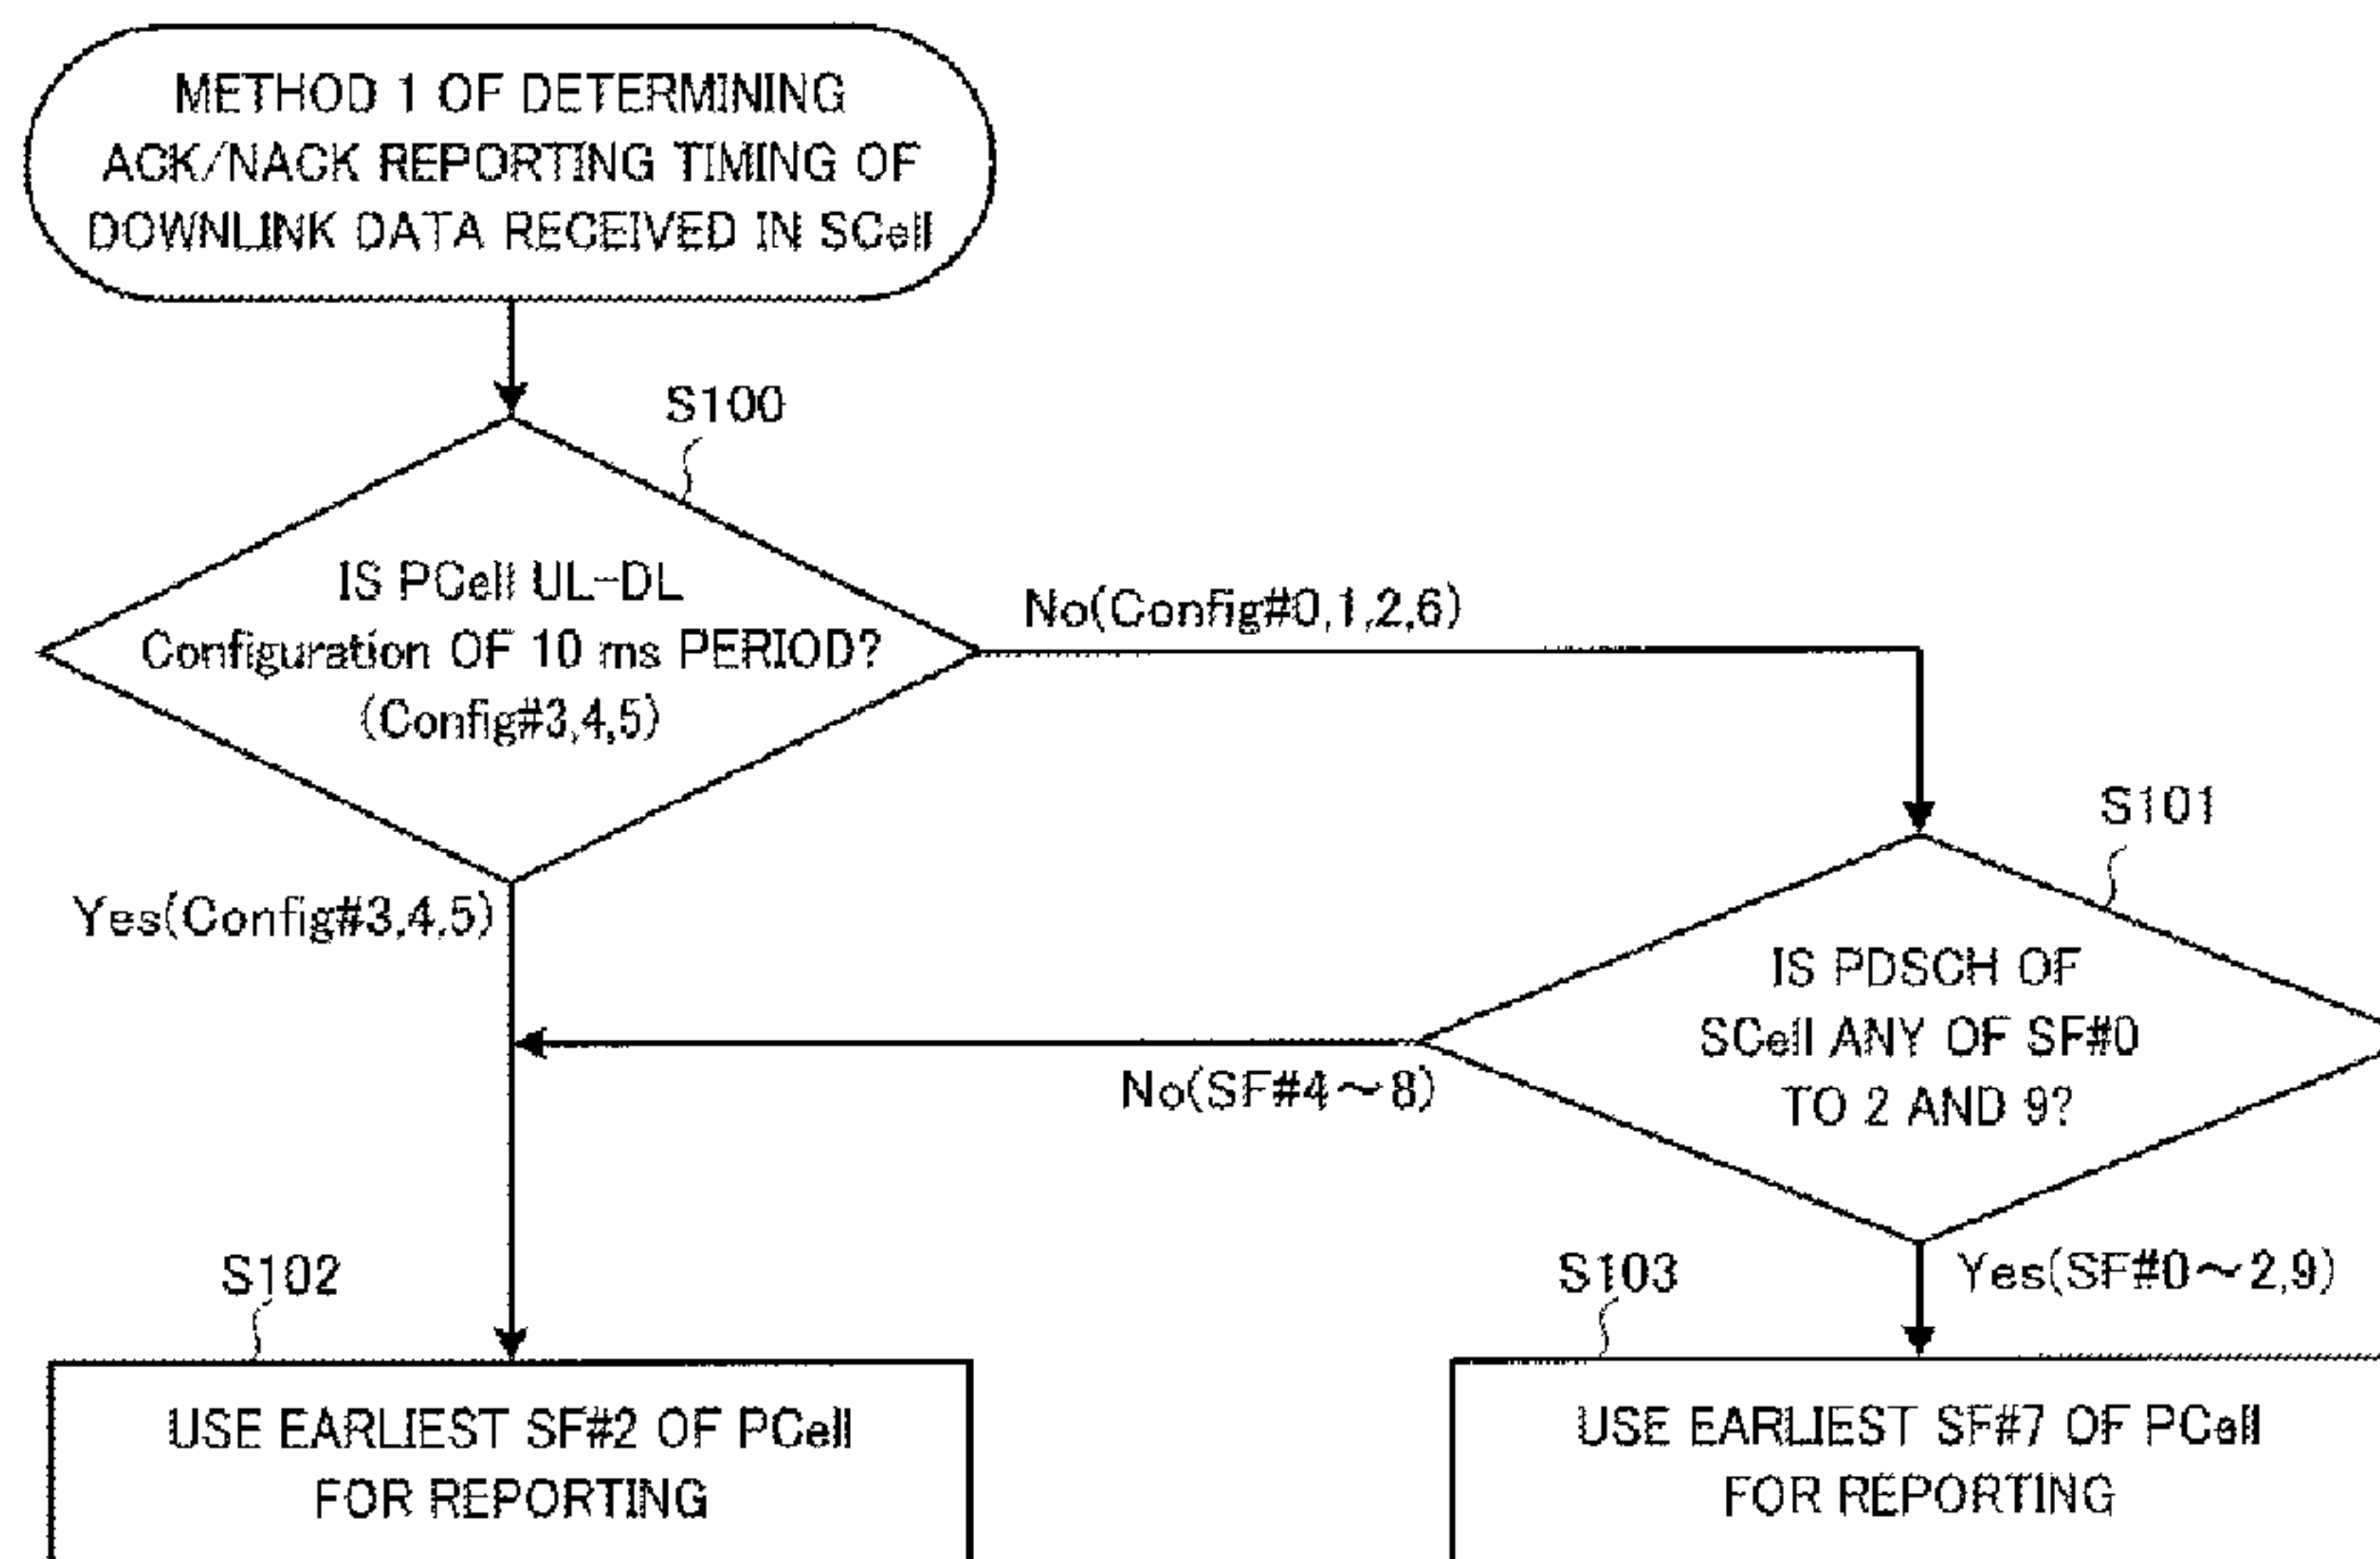 METHOD 1 OF DETERMINING
ACK/NACK REPORTING TIMING OF
DOWNLINK DATA RECEIVED IN SCell
S100
IS PCell UL-DL
Configuration OF 10 ms PERIOD?
(Config#3,4,5)
No(Config#0,1,2,6)
Yes(Config#3,4,5)
S101
IS PDSCH OF
SCell ANY OF SF#0
TO 2 AND 9?
No(SF#4～8)
Yes(SF#0～2,9)
S102
USE EARLIEST SF#2 OF PCell
FOR REPORTING
S103
USE EARLIEST SF#7 OF PCell
FOR REPORTING